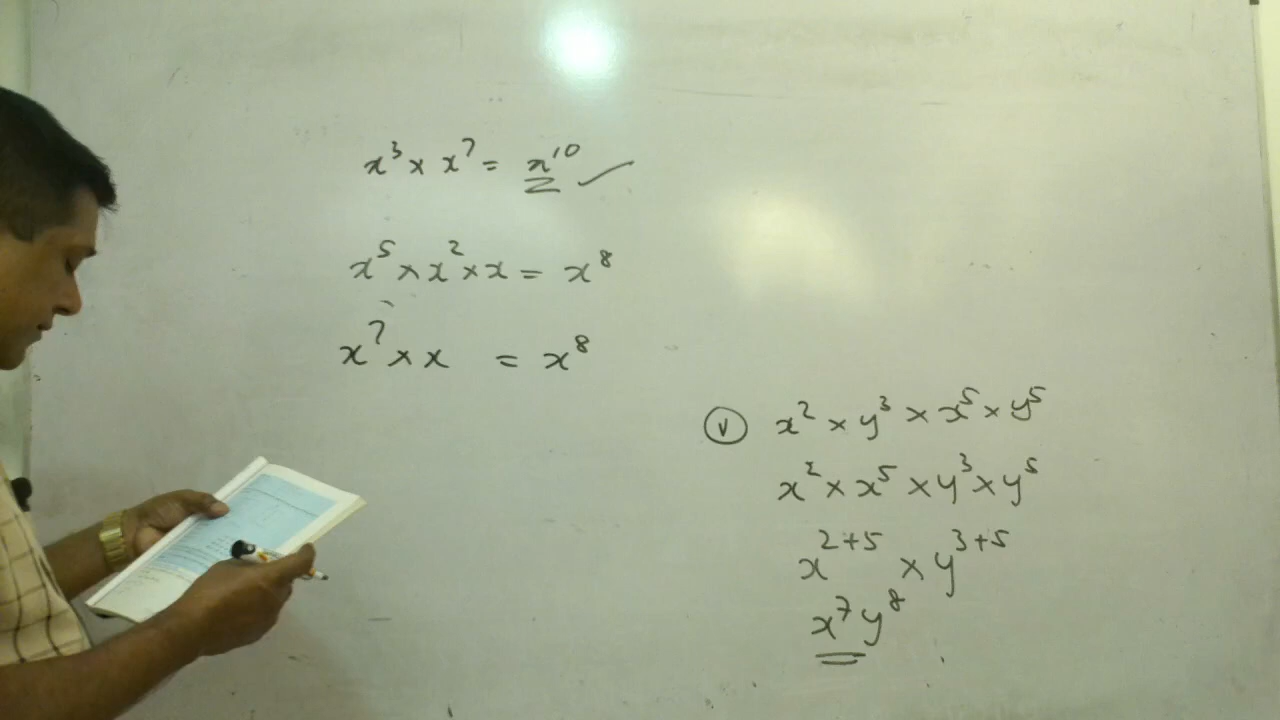 x³ × x⁷ = x¹⁰ ✓
x⁵ × x² × x = x⁸
x⁷ × x = x⁸
(v) x² × y³ × x⁵ × y⁵
x² × x⁵ × y³ × y⁵
x²⁺⁵ × y³⁺⁵
x⁷y⁸